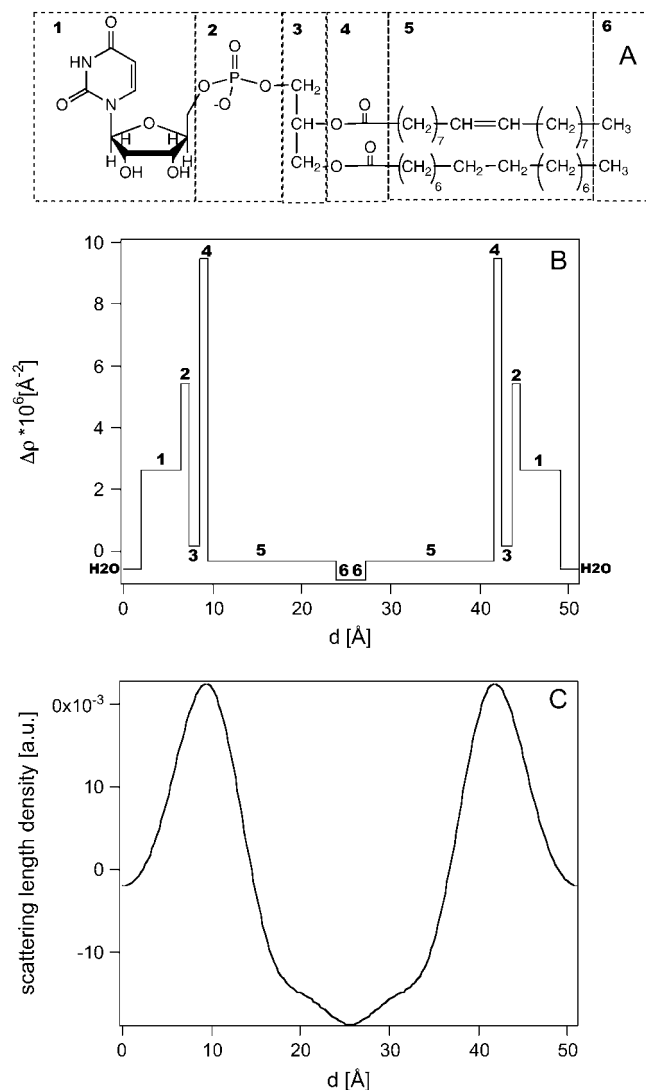 1 2 3 4 5 6
A
O
NH
O N
O
O P O
-O
CH2
H O H
H H
OH OH
CH
O
O
(CH2)7 CH=CH (CH2)7 CH3
CH2
O
O
(CH2)6 CH2 CH2 (CH2)6 CH3
B
Δρ *10⁶[Å⁻²]
10
8
6
4
2
0
4 4
2 2
1 1
3 5 5 3
6 6
H2O H2O
0 10 20 30 40 50
d [Å]
C
scattering length density [a.u.]
0x10⁻³
10
0
-10
0 10 20 30 40 50
d [Å]